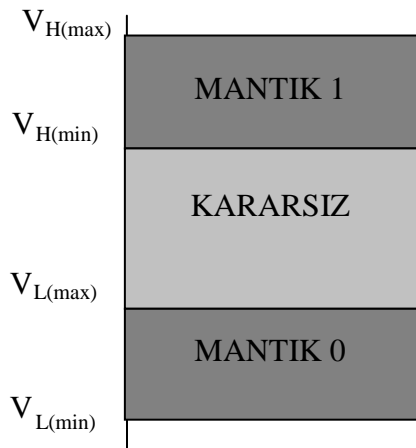 V_H(max)
MANTIK 1
V_H(min)
KARARSIZ
V_L(max)
MANTIK 0
V_L(min)